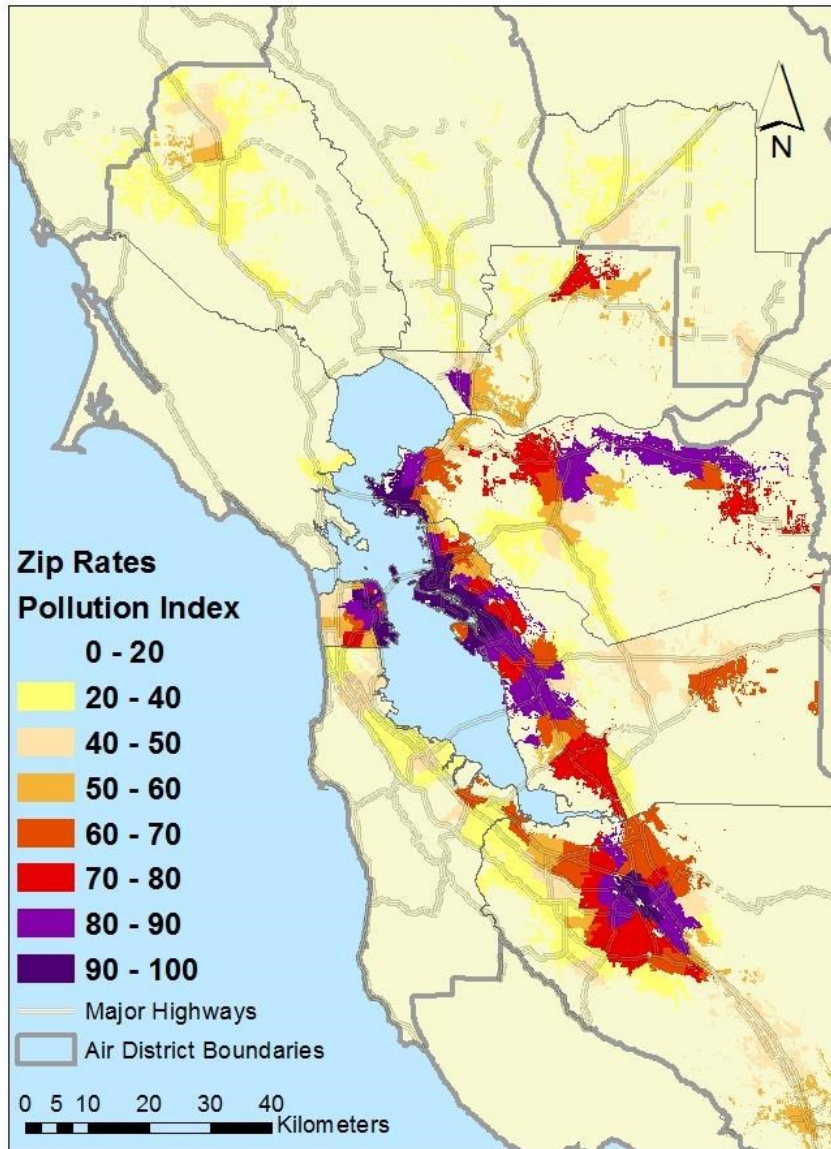 N
Zip Rates
Pollution Index
0 - 20
20 - 40
40 - 50
50 - 60
60 - 70
70 - 80
80 - 90
90 - 100
Major Highways
Air District Boundaries
0 5 10 20 30 40
Kilometers